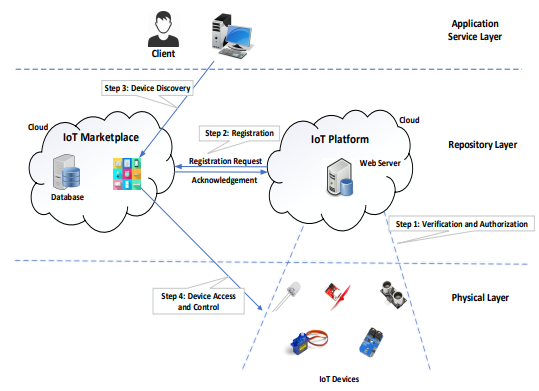 Application
Service Layer
Client
Step 3: Device Discovery
Cloud
IoT Marketplace
Step 2: Registration
IoT Platform
Cloud
Repository Layer
Registration Request
Web Server
Acknowledgement
Database
Step 1: Verification and Authorization
Step 4: Device Access
and Control
Physical Layer
IoT Devices